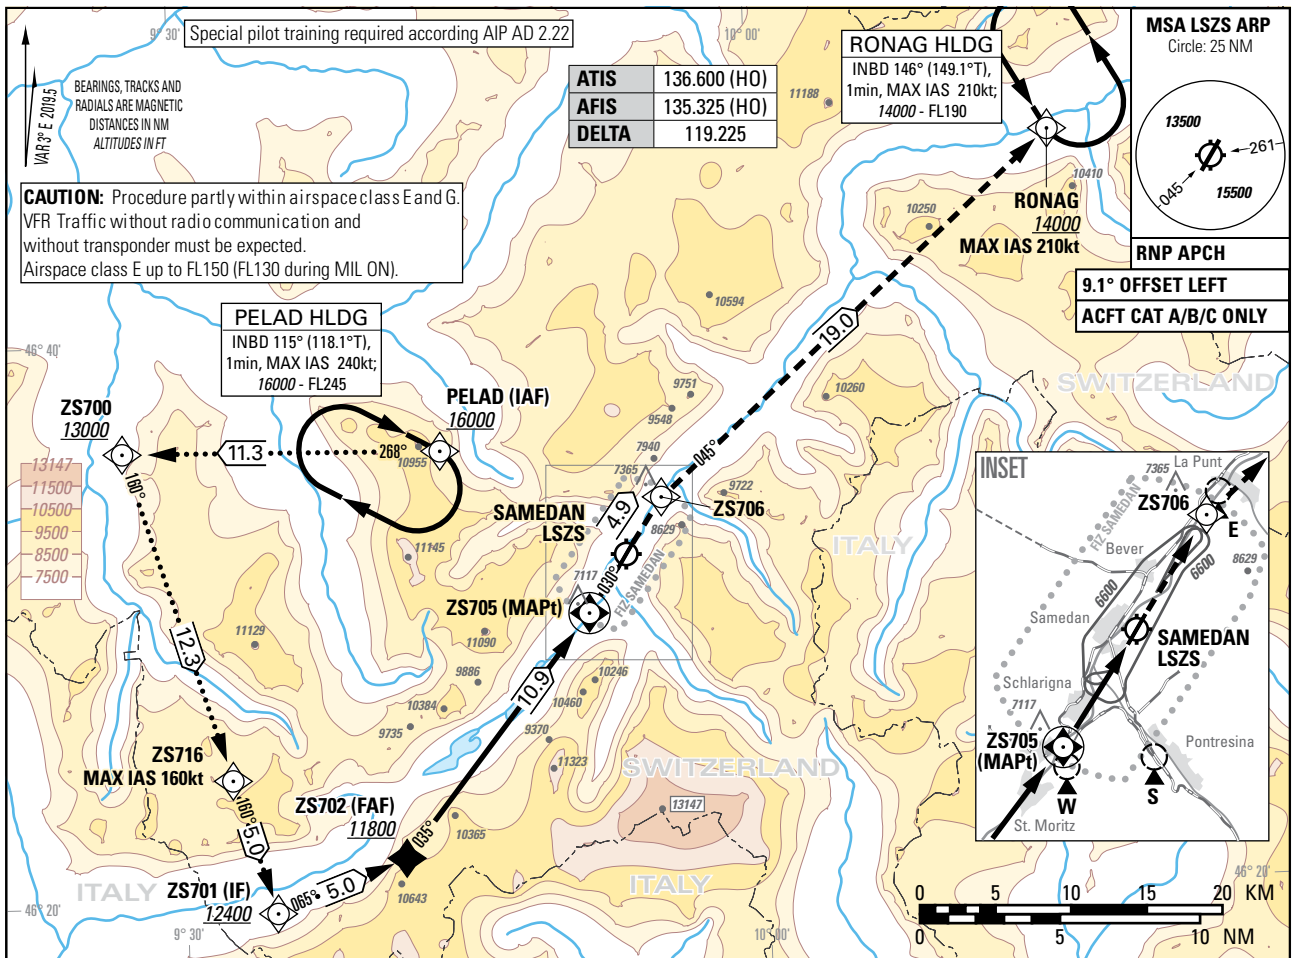 Special pilot training required according AIP AD 2.22
9° 30'
10° 00'
VAR 3° E 2019.5
BEARINGS, TRACKS AND
RADIALS ARE MAGNETIC
DISTANCES IN NM
ALTITUDES IN FT
ATIS 136.600 (HO)
AFIS 135.325 (HO)
DELTA 119.225
RONAG HLDG
INBD 146° (149.1°T),
1min, MAX IAS 210kt;
14000 - FL190
MSA LSZS ARP
Circle: 25 NM
13500
261
045
15500
RNP APCH
9.1° OFFSET LEFT
ACFT CAT A/B/C ONLY
CAUTION: Procedure partly within airspace class E and G.
VFR Traffic without radio communication and
without transponder must be expected.
Airspace class E up to FL150 (FL130 during MIL ON).
11188
10410
10250
RONAG
14000
MAX IAS 210kt
10594
19.0
PELAD HLDG
INBD 115° (118.1°T),
1min, MAX IAS 240kt;
16000 - FL245
46° 40'
PELAD (IAF)
16000
ZS700
13000
9751
9548
10260
SWITZERLAND
11.3
268°
10955
7940
045°
7365
9722
13147
11500
10500
9500
8500
7500
160°
SAMEDAN
LSZS
4.9
ZS706
8629
ITALY
11145
7117
030°
FIZ SAMEDAN
ZS705 (MAPt)
11129
12.3
11090
9886
10246
10460
10384
10.9
9735
9370
11323
ZS716
MAX IAS 160kt
SWITZERLAND
13147
ZS702 (FAF)
11800
10365
035°
160°
5.0
ZS701 (IF)
12400
065°
5.0
10643
ITALY
ITALY
46° 20'
9° 30'
10° 00'
46° 20'
INSET
La Punt
7365
ZS706
E
FIZ SAMEDAN
Bever
6600
6600
8629
Samedan
SAMEDAN
LSZS
Schlarigna
7117
ZS705
(MAPt)
Pontresina
W
S
St. Moritz
0 5 10 15 20 KM
0 5 10 NM